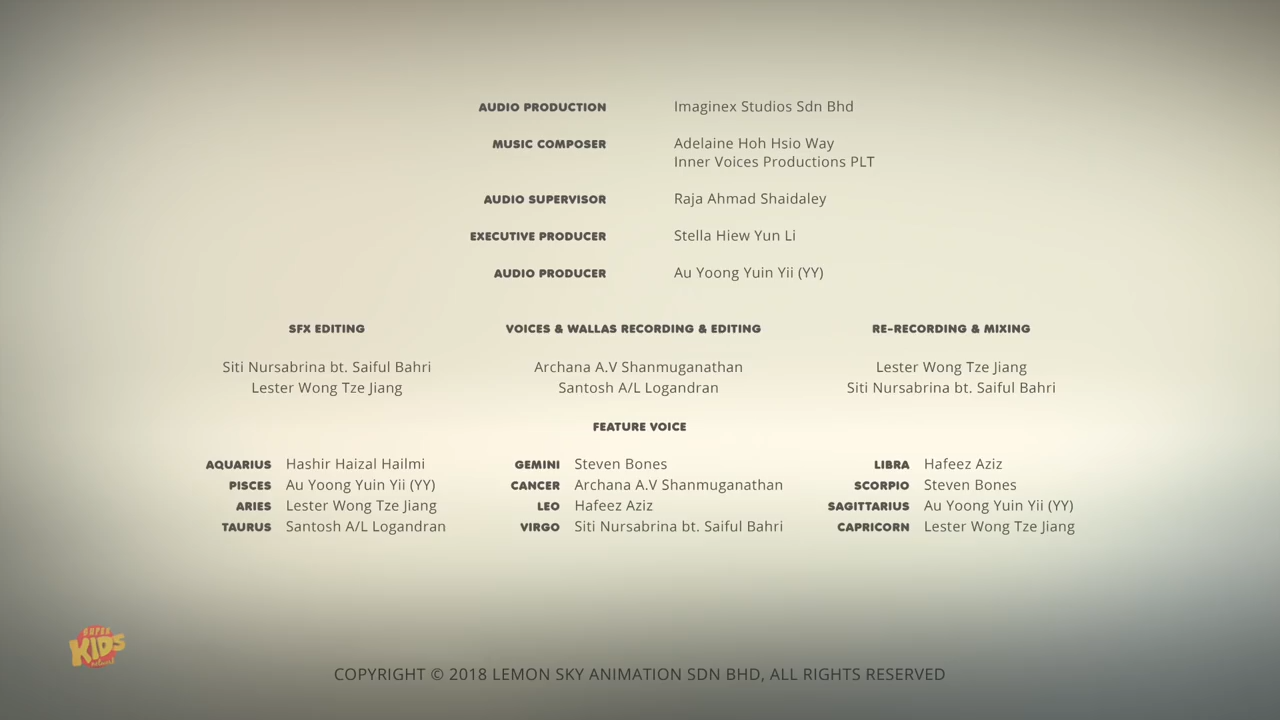 AUDIO PRODUCTION Imaginex Studios Sdn Bhd
MUSIC COMPOSER Adelaine Hoh Hsio Way
Inner Voices Productions PLT
AUDIO SUPERVISOR Raja Ahmad Shaidaley
EXECUTIVE PRODUCER Stella Hiew Yun Li
AUDIO PRODUCER Au Yoong Yuin Yii (YY)
SFX EDITING VOICES & WALLAS RECORDING & EDITING RE-RECORDING & MIXING
Siti Nursabrina bt. Saiful Bahri Archana A.V Shanmuganathan Lester Wong Tze Jiang
Lester Wong Tze Jiang Santosh A/L Logandran Siti Nursabrina bt. Saiful Bahri
FEATURE VOICE
AQUARIUS Hashir Haizal Hailmi GEMINI Steven Bones LIBRA Hafeez Aziz
PISCES Au Yoong Yuin Yii (YY) CANCER Archana A.V Shanmuganathan SCORPIO Steven Bones
ARIES Lester Wong Tze Jiang LEO Hafeez Aziz SAGITTARIUS Au Yoong Yuin Yii (YY)
TAURUS Santosh A/L Logandran VIRGO Siti Nursabrina bt. Saiful Bahri CAPRICORN Lester Wong Tze Jiang
SUPER
KIDS
COPYRIGHT © 2018 LEMON SKY ANIMATION SDN BHD, ALL RIGHTS RESERVED